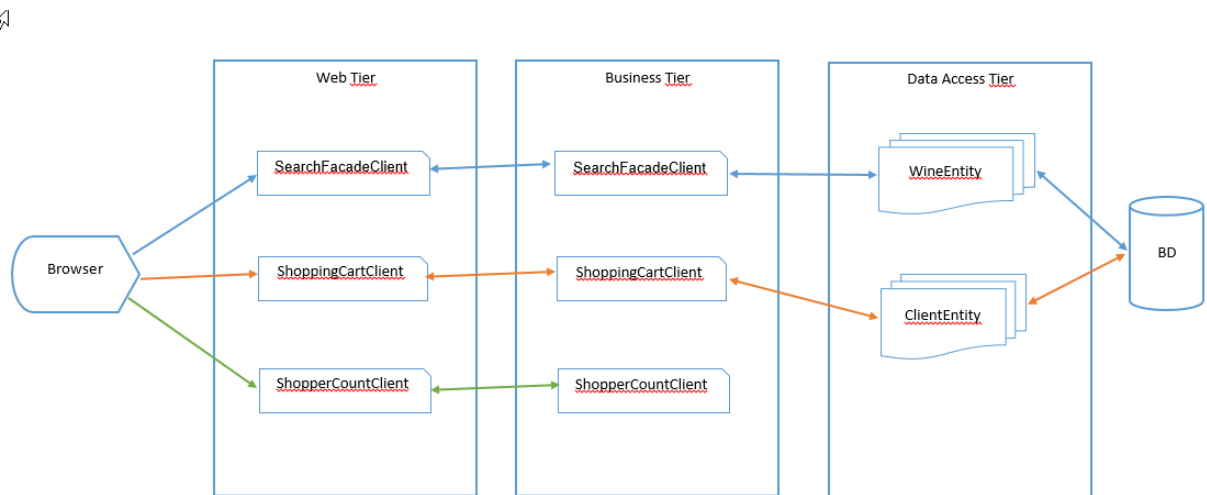 Web Tier
Business Tier
Data Access Tier
SearchFacadeClient
SearchFacadeClient
WineEntity
Browser
ShoppingCartClient
ShoppingCartClient
BD
ClientEntity
ShopperCountClient
ShopperCountClient